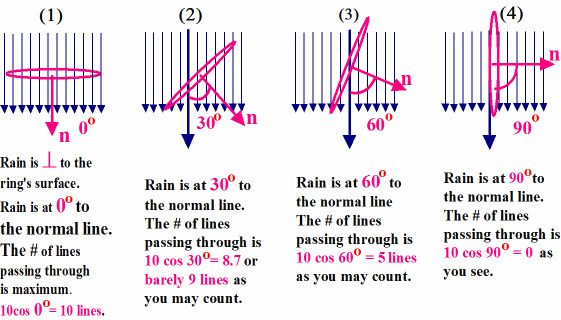 (1)
n
0°
Rain is ⊥ to the
ring's surface.
Rain is at 0° to
the normal line.
The # of lines
passing through
is maximum.
10cos 0°= 10 lines.
(2)
n
30°
Rain is at 30° to
the normal line.
The # of lines
passing through is
10 cos 30°= 8.7 or
barely 9 lines as
you may count.
(3)
n
60°
Rain is at 60° to
the normal line
The # of lines
passing through is
10 cos 60° = 5 lines
as you may count.
(4)
n
90°
Rain is at 90°to
the normal line.
The # of lines
passing through is
10 cos 90° = 0 as
you see.